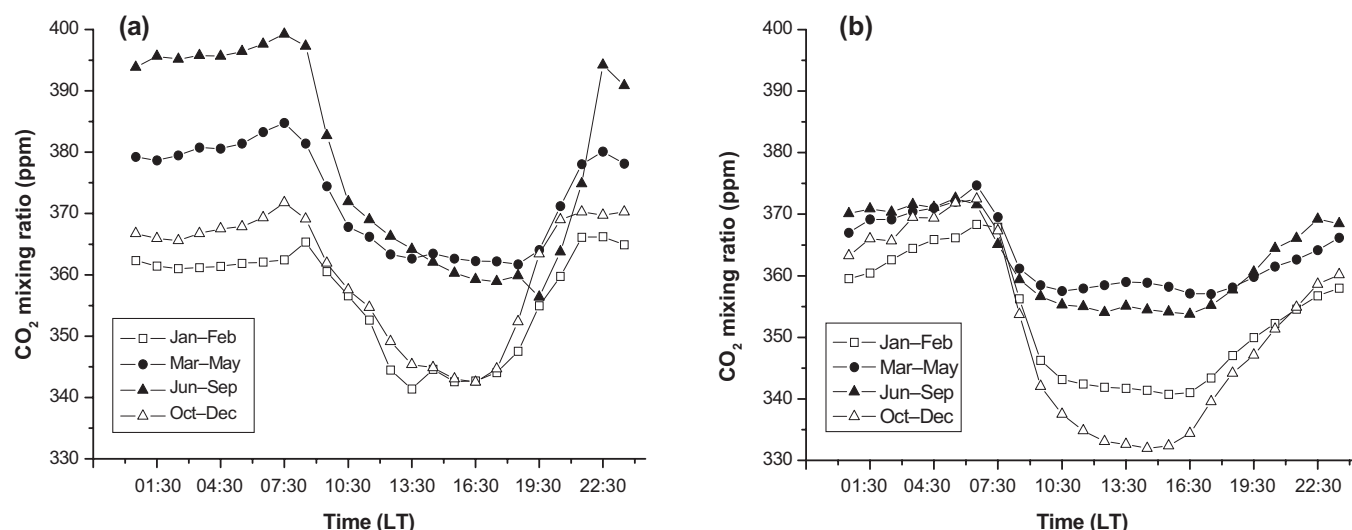 (a)
400
390
380
370
360
350
340
330
CO2 mixing ratio (ppm)
Jan–Feb
Mar–May
Jun–Sep
Oct–Dec
01:30 04:30 07:30 10:30 13:30 16:30 19:30 22:30
Time (LT)
(b)
400
390
380
370
360
350
340
330
CO2 mixing ratio (ppm)
Jan–Feb
Mar–May
Jun–Sep
Oct–Dec
01:30 04:30 07:30 10:30 13:30 16:30 19:30 22:30
Time (LT)